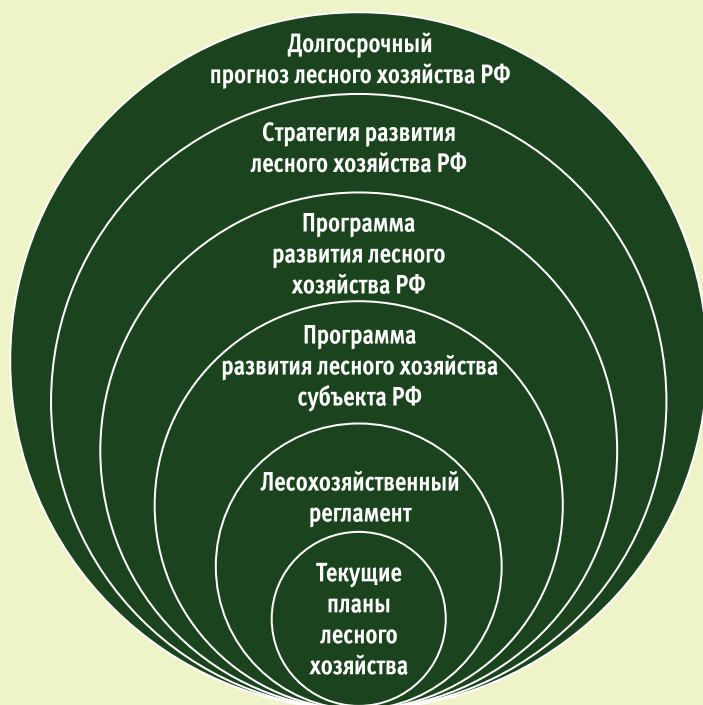 Долгосрочный
прогноз лесного хозяйства РФ
Стратегия развития
лесного хозяйства РФ
Программа
развития лесного
хозяйства РФ
Программа
развития лесного хозяйства
субъекта РФ
Лесохозяйственный
регламент
Текущие
планы
лесного
хозяйства